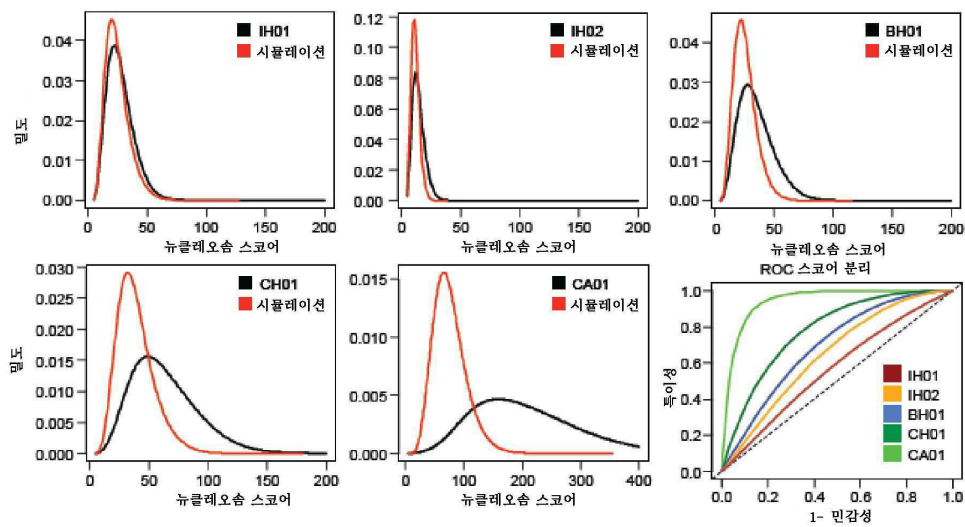 IH01
시뮬레이션
밀도
0.04
0.03
0.02
0.01
0.00
0 50 100 150 200
뉴클레오솜 스코어
IH02
시뮬레이션
0.12
0.10
0.08
0.06
0.04
0.02
0.00
0 50 100 150 200
뉴클레오솜 스코어
BH01
시뮬레이션
0.04
0.03
0.02
0.01
0.00
0 50 100 150 200
뉴클레오솜 스코어
CH01
시뮬레이션
밀도
0.030
0.025
0.020
0.015
0.010
0.005
0.000
0 50 100 150 200
뉴클레오솜 스코어
CA01
시뮬레이션
0.015
0.010
0.005
0.000
0 100 200 300 400
뉴클레오솜 스코어
ROC 스코어 분리
특이성
1.0
0.8
0.6
0.4
0.2
0.0
IH01
IH02
BH01
CH01
CA01
0.0 0.2 0.4 0.6 0.8 1.0
1- 민감성